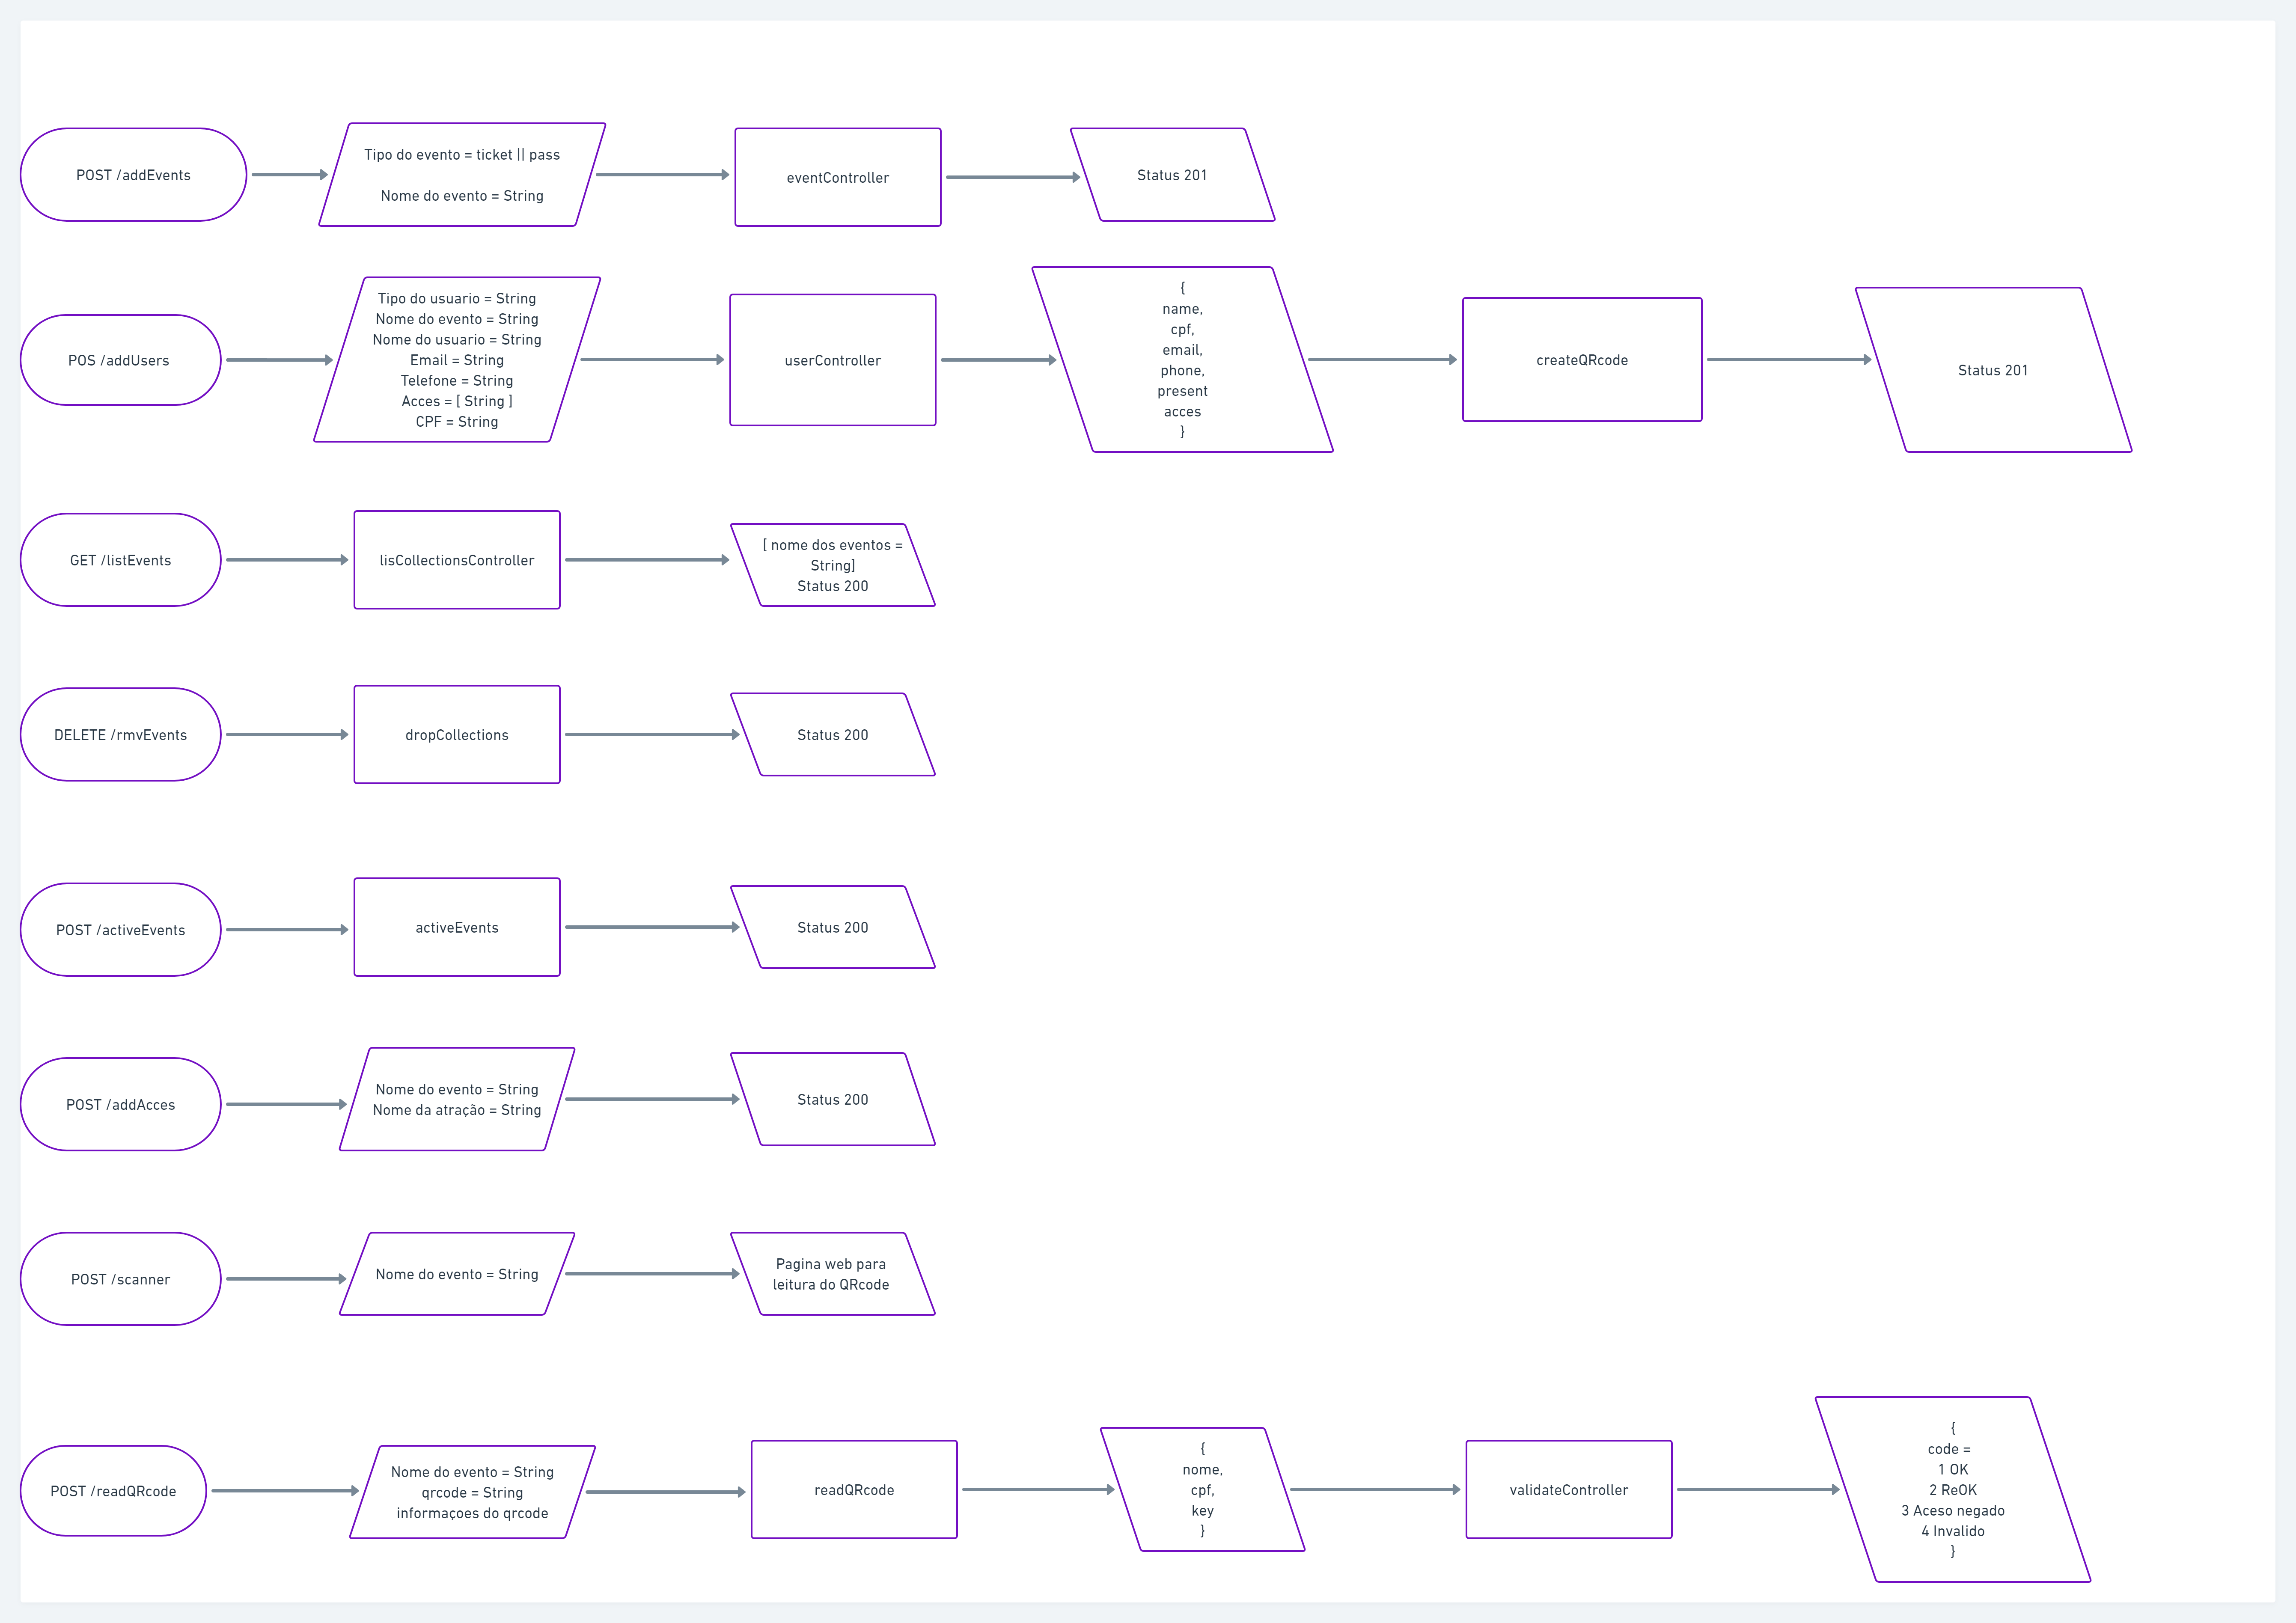 POST /addEvents
Tipo do evento = ticket || pass
Nome do evento = String
eventController
Status 201
POS /addUsers
Tipo do usuario = String
Nome do evento = String
Nome do usuario = String
Email = String
Telefone = String
Acces = [ String ]
CPF = String
userController
{
name,
cpf,
email,
phone,
present
acces
}
createQRcode
Status 201
GET /listEvents
lisCollectionsController
[ nome dos eventos =
String]
Status 200
DELETE /rmvEvents
dropCollections
Status 200
POST /activeEvents
activeEvents
Status 200
POST /addAcces
Nome do evento = String
Nome da atração = String
Status 200
POST /scanner
Nome do evento = String
Pagina web para
leitura do QRcode
POST /readQRcode
Nome do evento = String
qrcode = String
informaçoes do qrcode
readQRcode
{
nome,
cpf,
key
}
validateController
{
code =
1 OK
2 ReOK
3 Aceso negado
4 Invalido
}